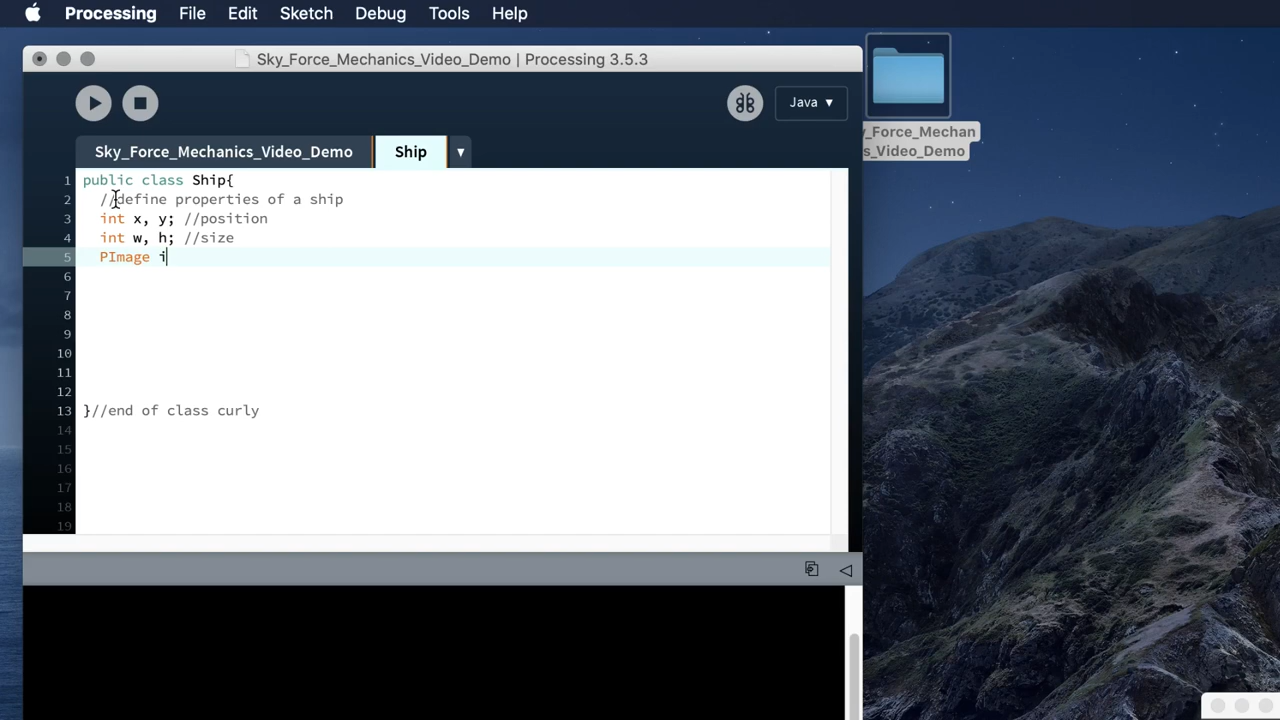 Processing File Edit Sketch Debug Tools Help
Sky_Force_Mechanics_Video_Demo | Processing 3.5.3
Java ▼
Sky_Force_Mechanics_Video_Demo Ship ▼
y_Force_Mechan
s_Video_Demo
1 public class Ship{
2 //define properties of a ship
3 int x, y; //position
4 int w, h; //size
5 PImage i
6
7
8
9
10
11
12
13 }//end of class curly
14
15
16
17
18
19